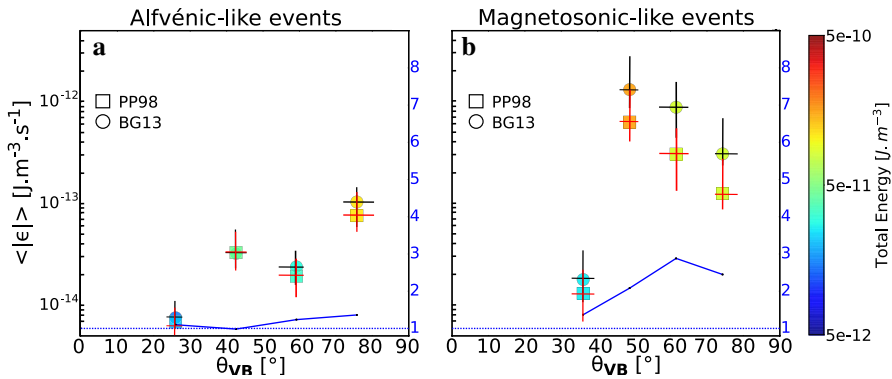 Alfvénic-like events
Magnetosonic-like events
a
b
PP98
BG13
PP98
BG13
<|ϵ|> [J.m⁻³.s⁻¹]
10⁻¹²
10⁻¹³
10⁻¹⁴
8
7
6
5
4
3
2
1
8
7
6
5
4
3
2
1
0 10 20 30 40 50 60 70 80 90
0 10 20 30 40 50 60 70 80 90
θVB [°]
θVB [°]
5e-10
5e-11
5e-12
Total Energy [J. m⁻³]